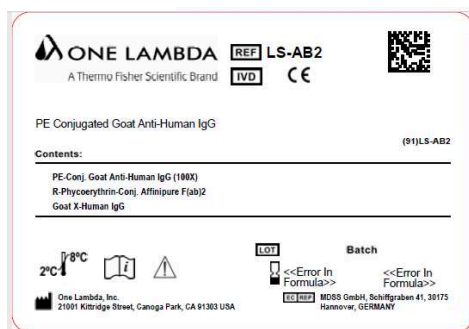 ONE LAMBDA
A Thermo Fisher Scientific Brand
REF LS-AB2
IVD CE
PE Conjugated Goat Anti-Human IgG
(91)LS-AB2
Contents:
PE-Conj. Goat Anti-Human IgG (100X)
R-Phycoerythrin-Conj. Affinipure F(ab)2
Goat X-Human IgG
LOT Batch
2°C 8°C
<<Error In Formula>>
<<Error In Formula>>
One Lambda, Inc.
21001 Kittridge Street, Canoga Park, CA 91303 USA
EC REP MDSS GmbH, Schiffgraben 41, 30175
Hannover, GERMANY